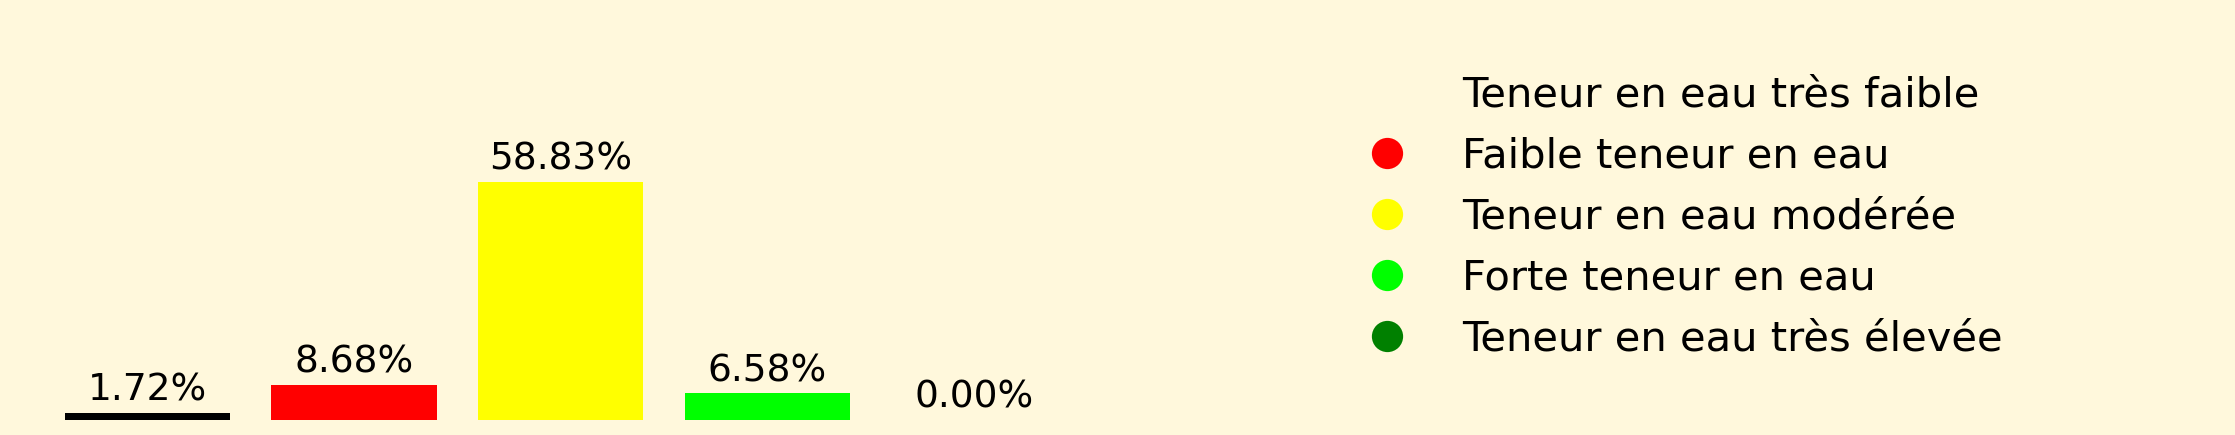 58.83%
8.68%
6.58%
1.72%
0.00%
Teneur en eau très faible
Faible teneur en eau
Teneur en eau modérée
Forte teneur en eau
Teneur en eau très élevée